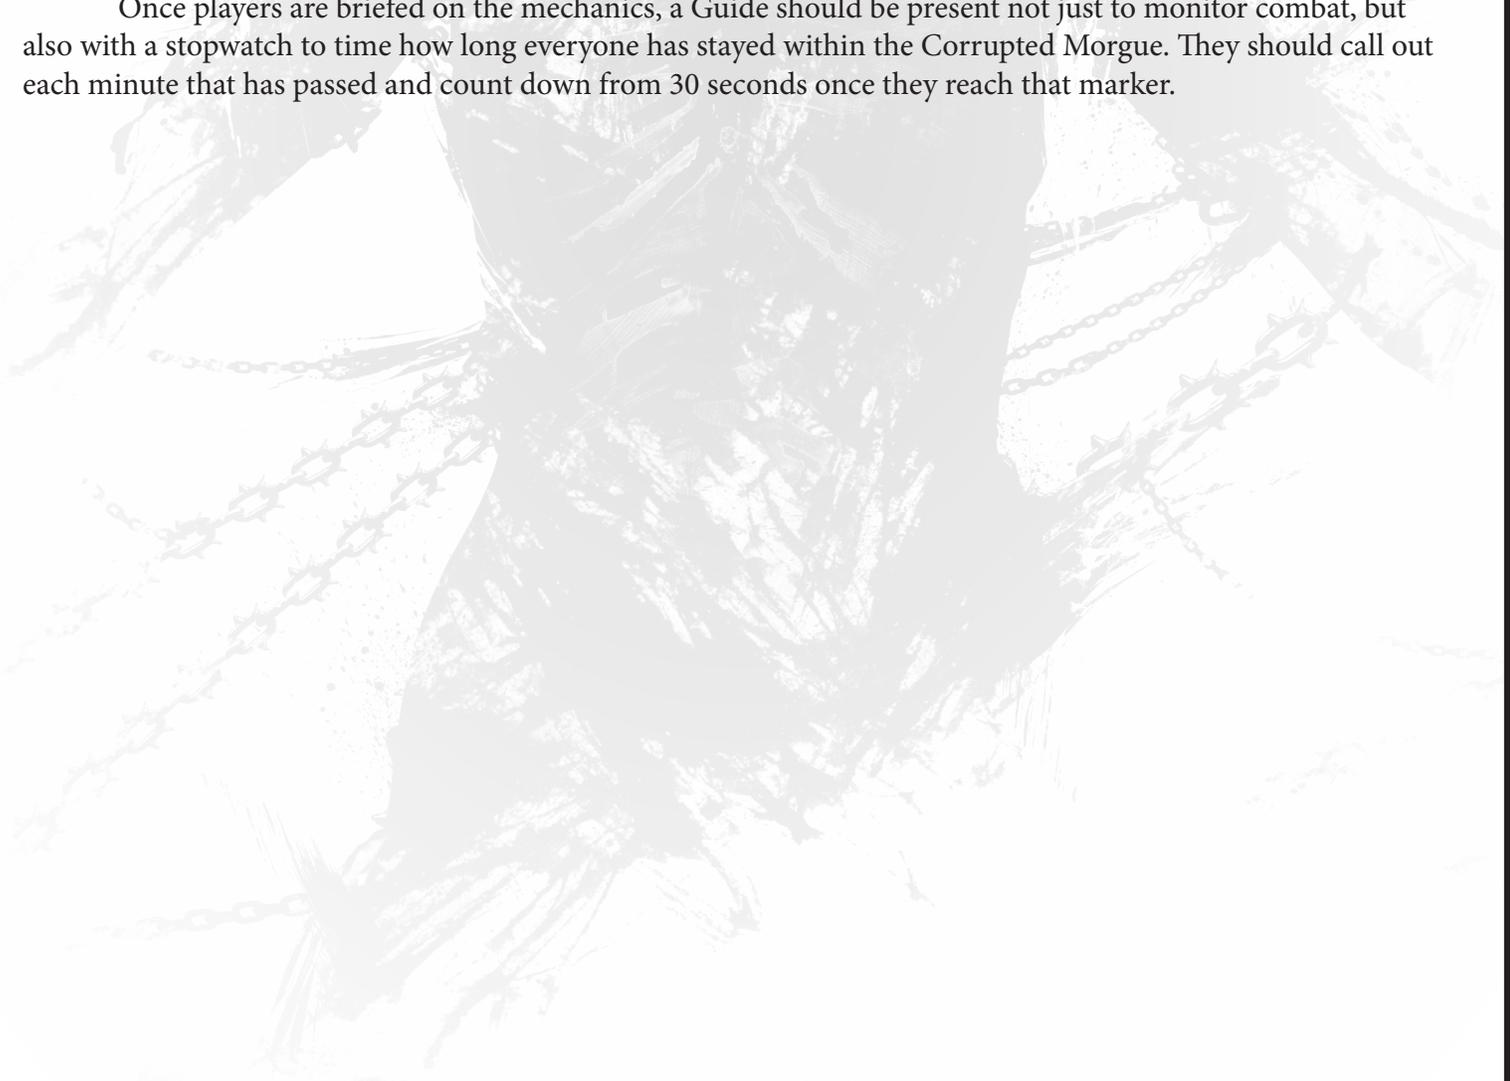 Once players are briefed on the mechanics, a Guide should be present not just to monitor combat, but
also with a stopwatch to time how long everyone has stayed within the Corrupted Morgue. They should call out
each minute that has passed and count down from 30 seconds once they reach that marker.